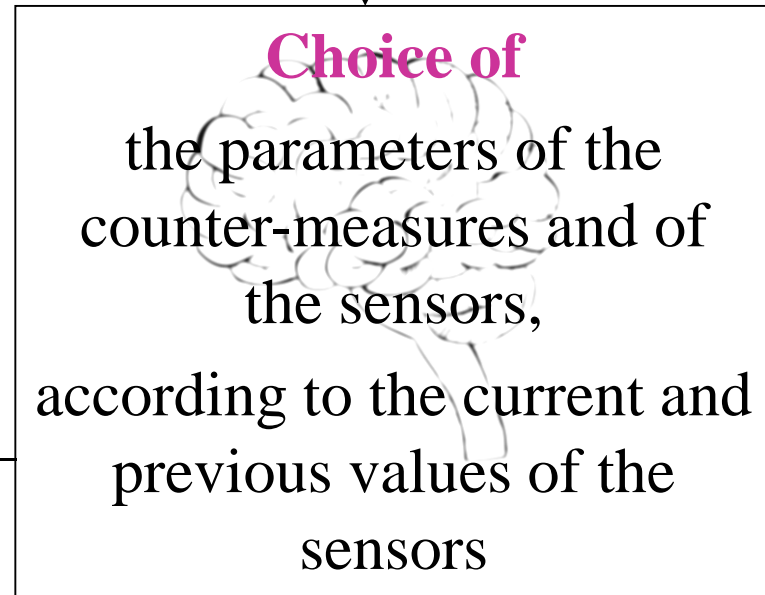 Choice of
the parameters of the
counter-measures and of
the sensors,
according to the current and
previous values of the
sensors